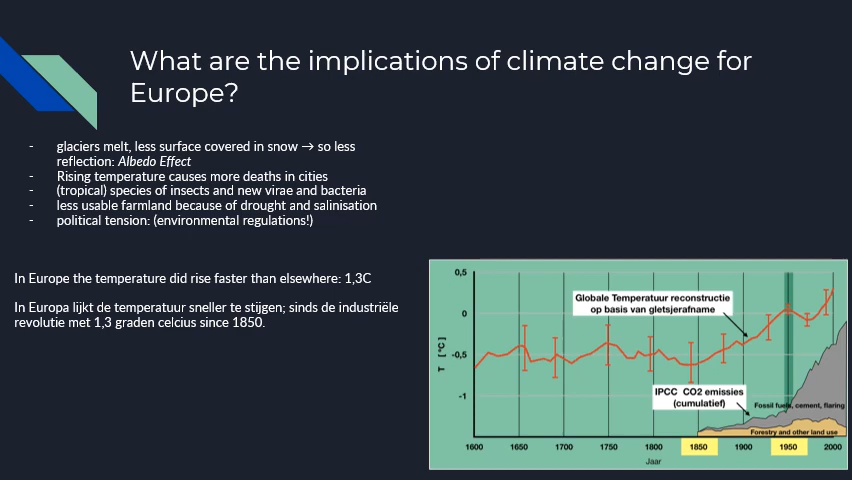 What are the implications of climate change for
Europe?
- glaciers melt, less surface covered in snow → so less
reflection: Albedo Effect
- Rising temperature causes more deaths in cities
- (tropical) species of insects and new virae and bacteria
- less usable farmland because of drought and salinisation
- political tension: (environmental regulations!)
In Europe the temperature did rise faster than elsewhere: 1,3C
In Europa lijkt de temperatuur sneller te stijgen; sinds de industriële
revolutie met 1,3 graden celcius since 1850.
0,5
0
-0,5
-1
T [°C]
Globale Temperatuur reconstructie
op basis van gletsjerafname
IPCC CO2 emissies
(cumulatief)
Fossil fuels, cement, flaring
Forestry and other land use
1600 1650 1700 1750 1800 1850 1900 1950 2000
Jaar